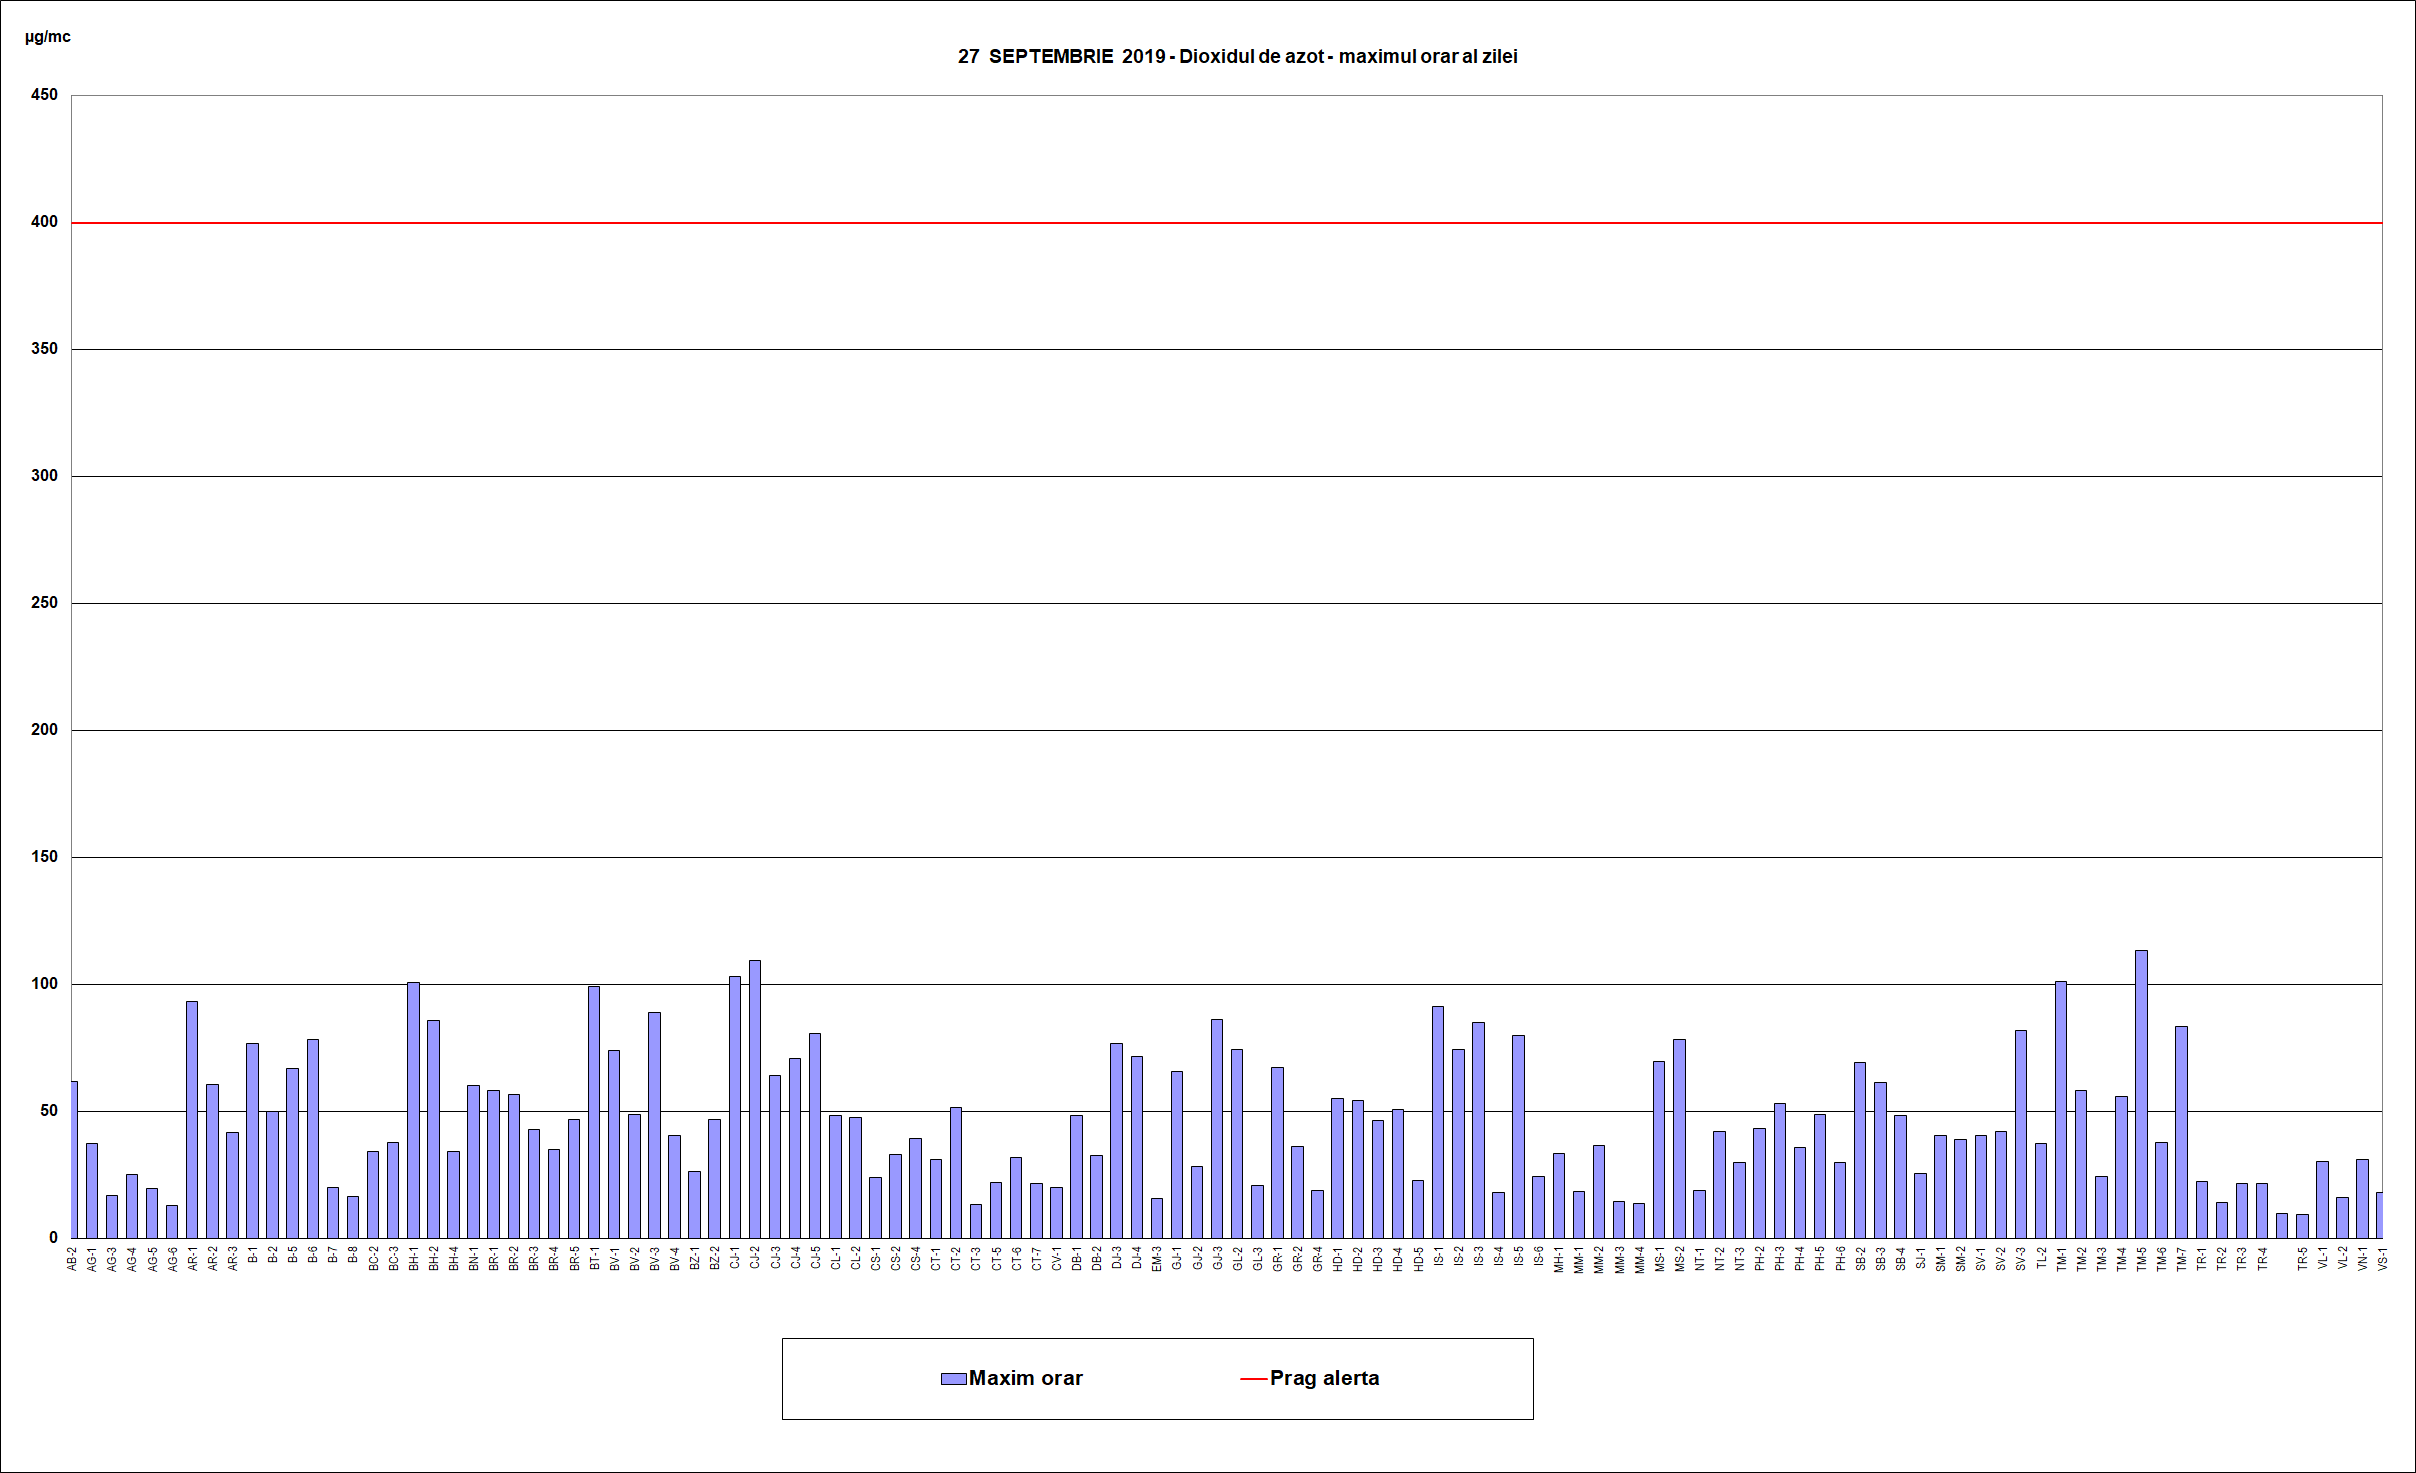 µg/mc
27 SEPTEMBRIE 2019 - Dioxidul de azot - maximul orar al zilei
450
400
350
300
250
200
150
100
50
0
AB-2
AG-1
AG-3
AG-4
AG-5
AG-6
AR-1
AR-2
AR-3
B-1
B-2
B-5
B-6
B-7
B-8
BC-2
BC-3
BH-1
BH-2
BH-4
BN-1
BR-1
BR-2
BR-3
BR-4
BR-5
BT-1
BV-1
BV-2
BV-3
BV-4
BZ-1
BZ-2
CJ-1
CJ-2
CJ-3
CJ-4
CJ-5
CL-1
CL-2
CS-1
CS-2
CS-4
CT-1
CT-2
CT-3
CT-5
CT-6
CT-7
CV-1
DB-1
DB-2
DJ-3
DJ-4
EM-3
GJ-1
GJ-2
GJ-3
GL-2
GL-3
GR-1
GR-2
GR-4
HD-1
HD-2
HD-3
HD-4
HD-5
IS-1
IS-2
IS-3
IS-4
IS-5
IS-6
MH-1
MM-1
MM-2
MM-3
MM-4
MS-1
MS-2
NT-1
NT-2
NT-3
PH-2
PH-3
PH-4
PH-5
PH-6
SB-2
SB-3
SB-4
SJ-1
SM-1
SM-2
SV-1
SV-2
SV-3
TL-2
TM-1
TM-2
TM-3
TM-4
TM-5
TM-6
TM-7
TR-1
TR-2
TR-3
TR-4
TR-5
VL-1
VL-2
VN-1
VS-1
Maxim orar
Prag alerta